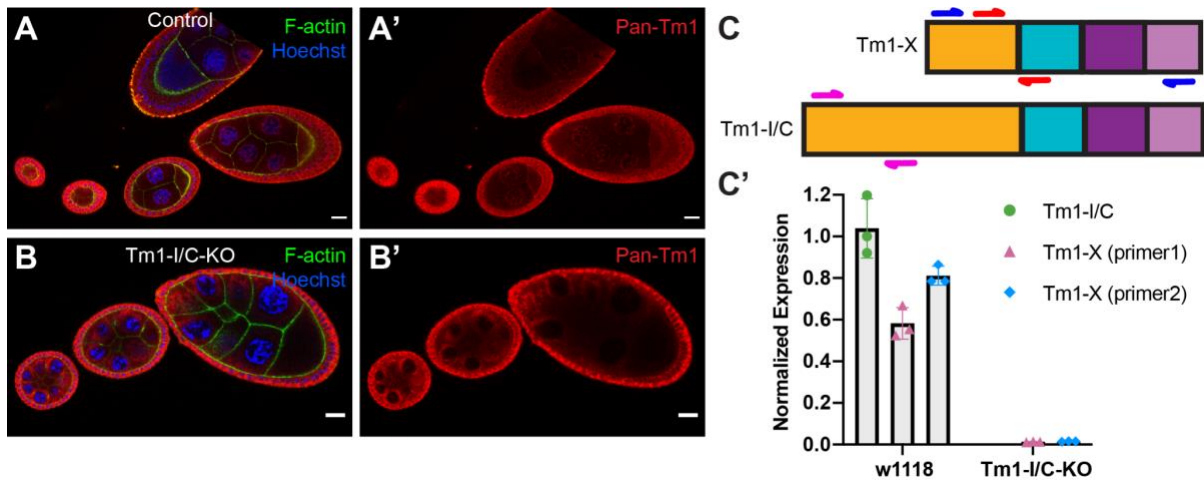 A
Control
F-actin
Hoechst
A'
Pan-Tm1
B
Tm1-I/C-KO
F-actin
Hoechst
B'
Pan-Tm1
C
Tm1-X
Tm1-I/C
C'
Normalized Expression
1.2
1.0
0.8
0.6
0.4
0.2
0.0
w1118
Tm1-I/C-KO
Tm1-I/C
Tm1-X (primer1)
Tm1-X (primer2)